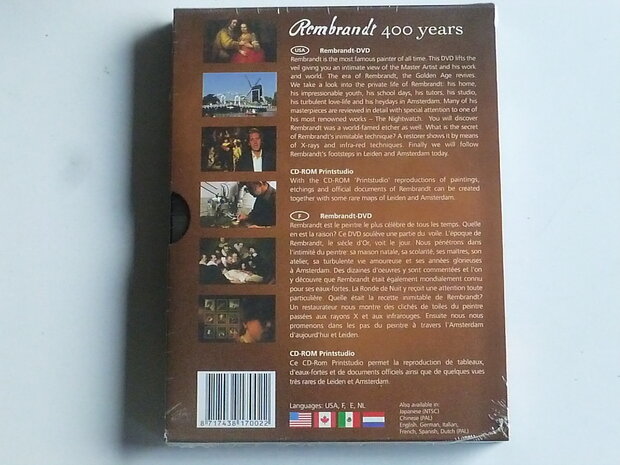 Rembrandt 400 years
USA Rembrandt-DVD
Rembrandt is the most famous painter of all time. This DVD lifts the
veil giving you an intimate view of the Master Artist and his work
and world. The era of Rembrandt, the Golden Age revives.
We take a look into the private life of Rembrandt: his home,
his impressionable youth, his school days, his tutors, his studio,
his turbulent love-life and his heydays in Amsterdam. Many of his
masterpieces are reviewed in detail with special attention to one of
his most renowned works – The Nightwatch. You will discover
Rembrandt was a world-famed etcher as well. What is the secret
of Rembrandt's inimitable technique? A restorer shows it by means
of X-rays and infra-red techniques. Finally we will follow
Rembrandt's footsteps in Leiden and Amsterdam today.
CD-ROM Printstudio
With the CD-ROM 'Printstudio' reproductions of paintings,
etchings and official documents of Rembrandt can be created
together with some rare maps of Leiden and Amsterdam.
F Rembrandt-DVD
Rembrandt est le peintre le plus célèbre de tous les temps. Quelle
en est la raison? Ce DVD soulève une partie du voile. L'époque de
Rembrandt, le siècle d'Or, voit le jour. Nous pénétrons dans
l'intimité du peintre: sa maison natale, sa scolarité, ses maîtres, son
atelier, sa turbulente vie amoureuse et ses années glorieuses
à Amsterdam. Des dizaines d'oeuvres y sont commentées et l'on
y découvre que Rembrandt était également mondialement connu
pour ses eaux-fortes. La Ronde de Nuit y reçoit une attention toute
particulière. Quelle était la recette inimitable de Rembrandt?
Un restaurateur nous montre des clichés de toiles du peintre
passées aux rayons X et aux infrarouges. Ensuite nous nous
promenons dans les pas du peintre à travers l'Amsterdam
d'aujourd'hui et Leiden.
CD-ROM Printstudio
Ce CD-Rom Printstudio permet la reproduction de tableaux,
d'eaux-fortes et de documents officiels ainsi que de quelques vues
très rares de Leiden et Amsterdam.
Languages: USA, F, E, NL
Also available in:
Japanese (NTSC)
Chinese (PAL)
English, German, Italian,
French, Spanish, Dutch (PAL)
8 717438 170022